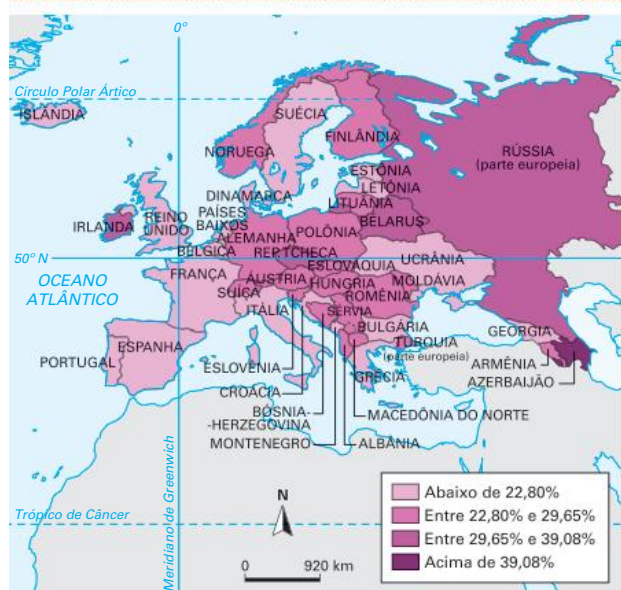 0º
Círculo Polar Ártico
ISLÂNDIA
SUÉCIA
FINLÂNDIA
NORUEGA
RÚSSIA
(parte europeia)
ESTÔNIA
LETÔNIA
DINAMARCA
LITUÂNIA
PAÍSES
BAIXOS
BELARUS
IRLANDA
REINO
UNIDO
POLÔNIA
ALEMANHA
BÉLGICA
REP. TCHECA
50º N
ESLOVÁQUIA
UCRÂNIA
OCEANO
ATLÂNTICO
FRANÇA
ÁUSTRIA
HUNGRIA
MOLDÁVIA
SUÍÇA
ROMÊNIA
ITÁLIA
SÉRVIA
BULGÁRIA
GEORGIA
PORTUGAL
ESPANHA
TURQUIA
(parte europeia)
ESLOVÊNIA
GRÉCIA
ARMÊNIA
AZERBAIJÃO
CROÁCIA
BÓSNIA-
-HERZEGOVINA
MACEDÔNIA DO NORTE
MONTENEGRO
ALBÂNIA
Meridiano de Greenwich
Trópico de Câncer
N
0 920 km
Abaixo de 22,80%
Entre 22,80% e 29,65%
Entre 29,65% e 39,08%
Acima de 39,08%